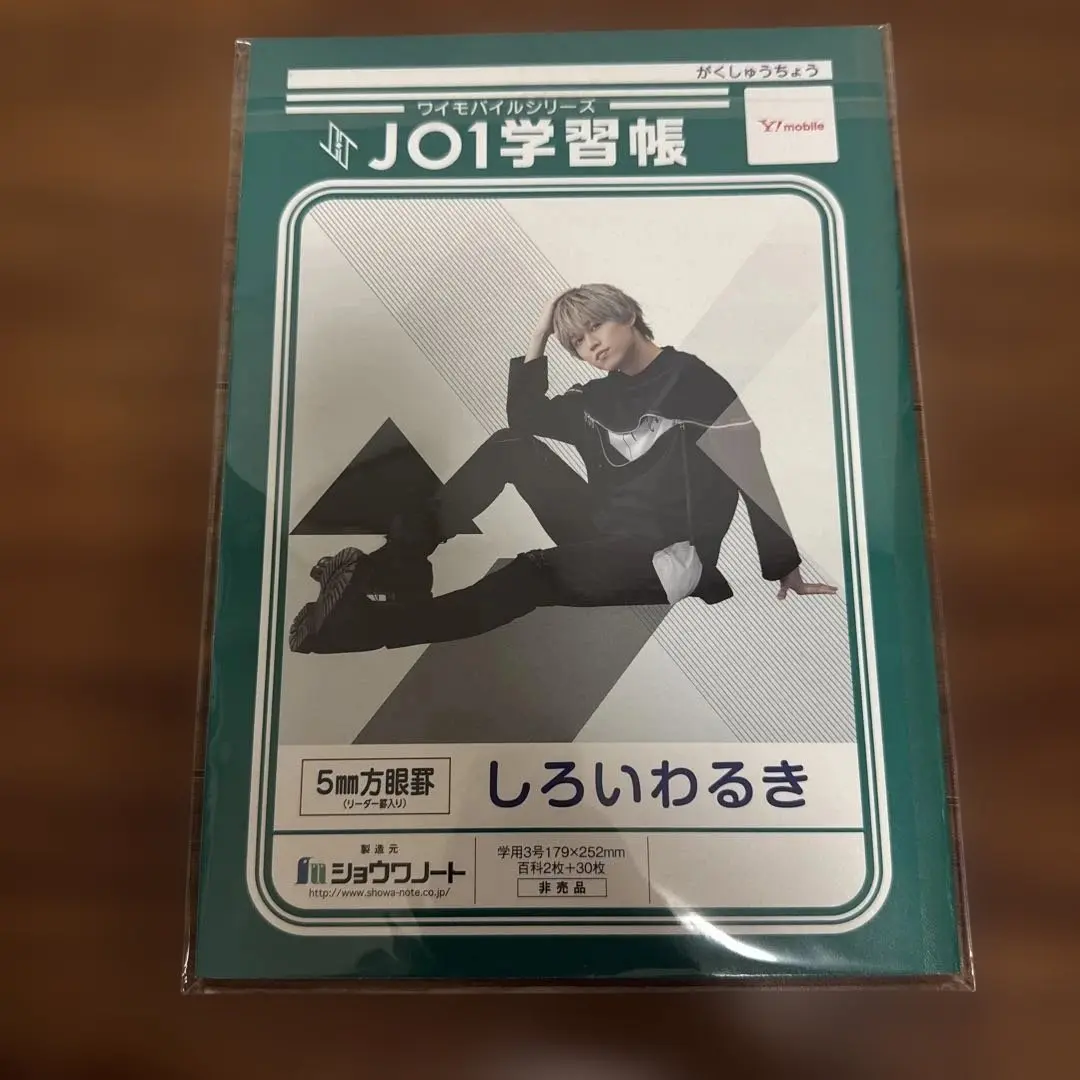 がくしゅうちょう
ワイモバイルシリーズ
JO1学習帳
Y!mobile
5mm方眼罫
(リーダー罫入り)
しろいわるき
製造元
ショウワノート
http://www.showa-note.co.jp/
学用3号179×252mm
百科2枚+30枚
非売品